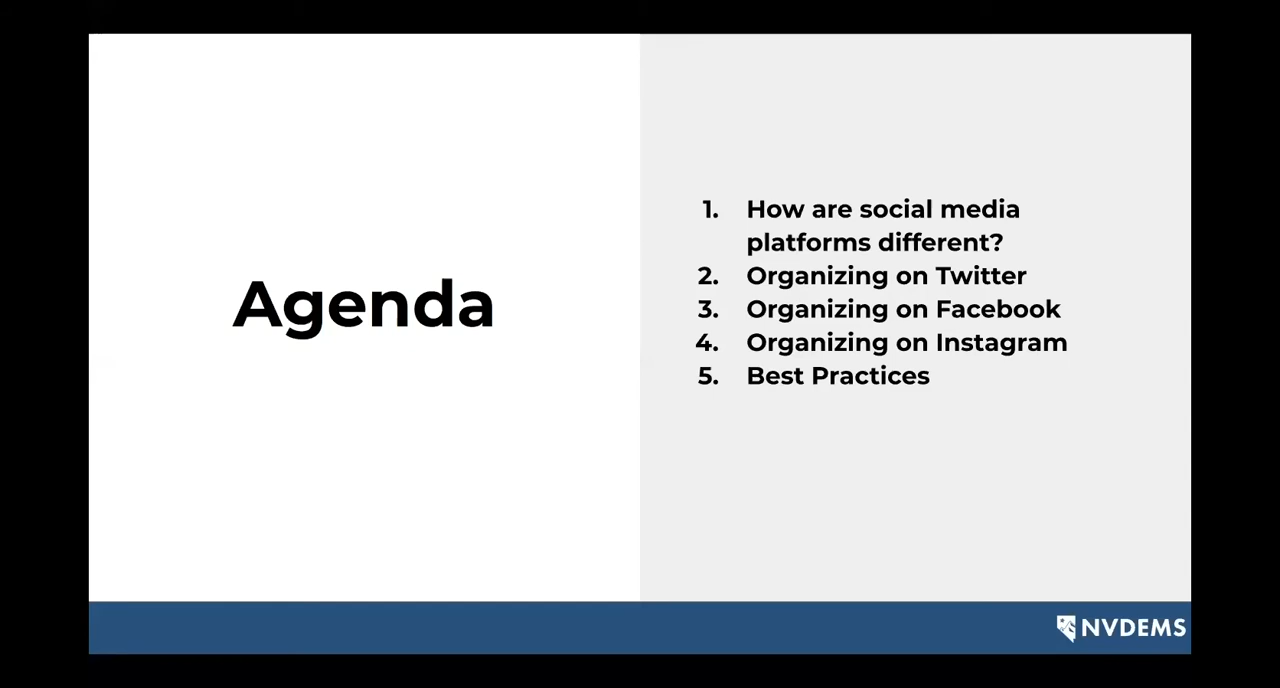 Agenda
1. How are social media
platforms different?
2. Organizing on Twitter
3. Organizing on Facebook
4. Organizing on Instagram
5. Best Practices
NVDEMS